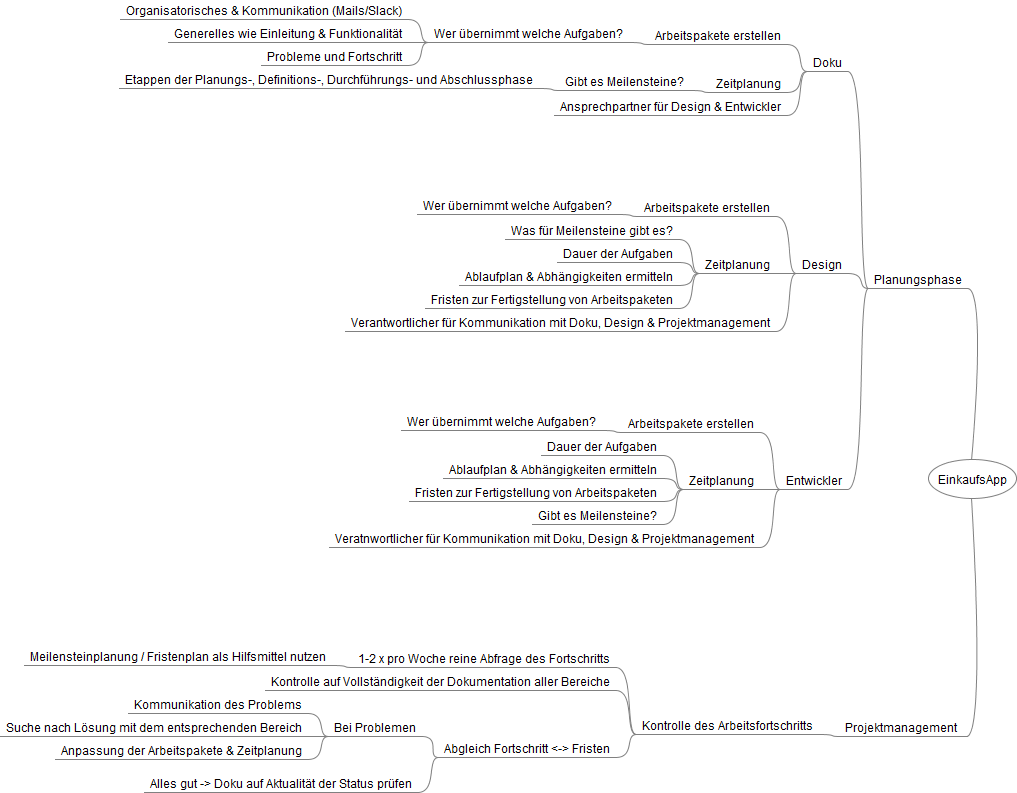 Organisatorisches & Kommunikation (Mails/Slack)
Generelles wie Einleitung & Funktionalität
Probleme und Fortschritt
Wer übernimmt welche Aufgaben?
Arbeitspakete erstellen
Etappen der Planungs-, Definitions-, Durchführungs- und Abschlussphase
Gibt es Meilensteine?
Zeitplanung
Ansprechpartner für Design & Entwickler
Doku
Wer übernimmt welche Aufgaben?
Arbeitspakete erstellen
Was für Meilensteine gibt es?
Dauer der Aufgaben
Ablaufplan & Abhängigkeiten ermitteln
Fristen zur Fertigstellung von Arbeitspaketen
Zeitplanung
Verantwortlicher für Kommunikation mit Doku, Design & Projektmanagement
Design
Planungsphase
Wer übernimmt welche Aufgaben?
Arbeitspakete erstellen
Dauer der Aufgaben
Ablaufplan & Abhängigkeiten ermitteln
Fristen zur Fertigstellung von Arbeitspaketen
Gibt es Meilensteine?
Zeitplanung
Veratnwortlicher für Kommunikation mit Doku, Design & Projektmanagement
Entwickler
EinkaufsApp
Meilensteinplanung / Fristenplan als Hilfsmittel nutzen
1-2 x pro Woche reine Abfrage des Fortschritts
Kontrolle auf Vollständigkeit der Dokumentation aller Bereiche
Kommunikation des Problems
Suche nach Lösung mit dem entsprechenden Bereich
Anpassung der Arbeitspakete & Zeitplanung
Bei Problemen
Alles gut -> Doku auf Aktualität der Status prüfen
Abgleich Fortschritt <-> Fristen
Kontrolle des Arbeitsfortschritts
Projektmanagement